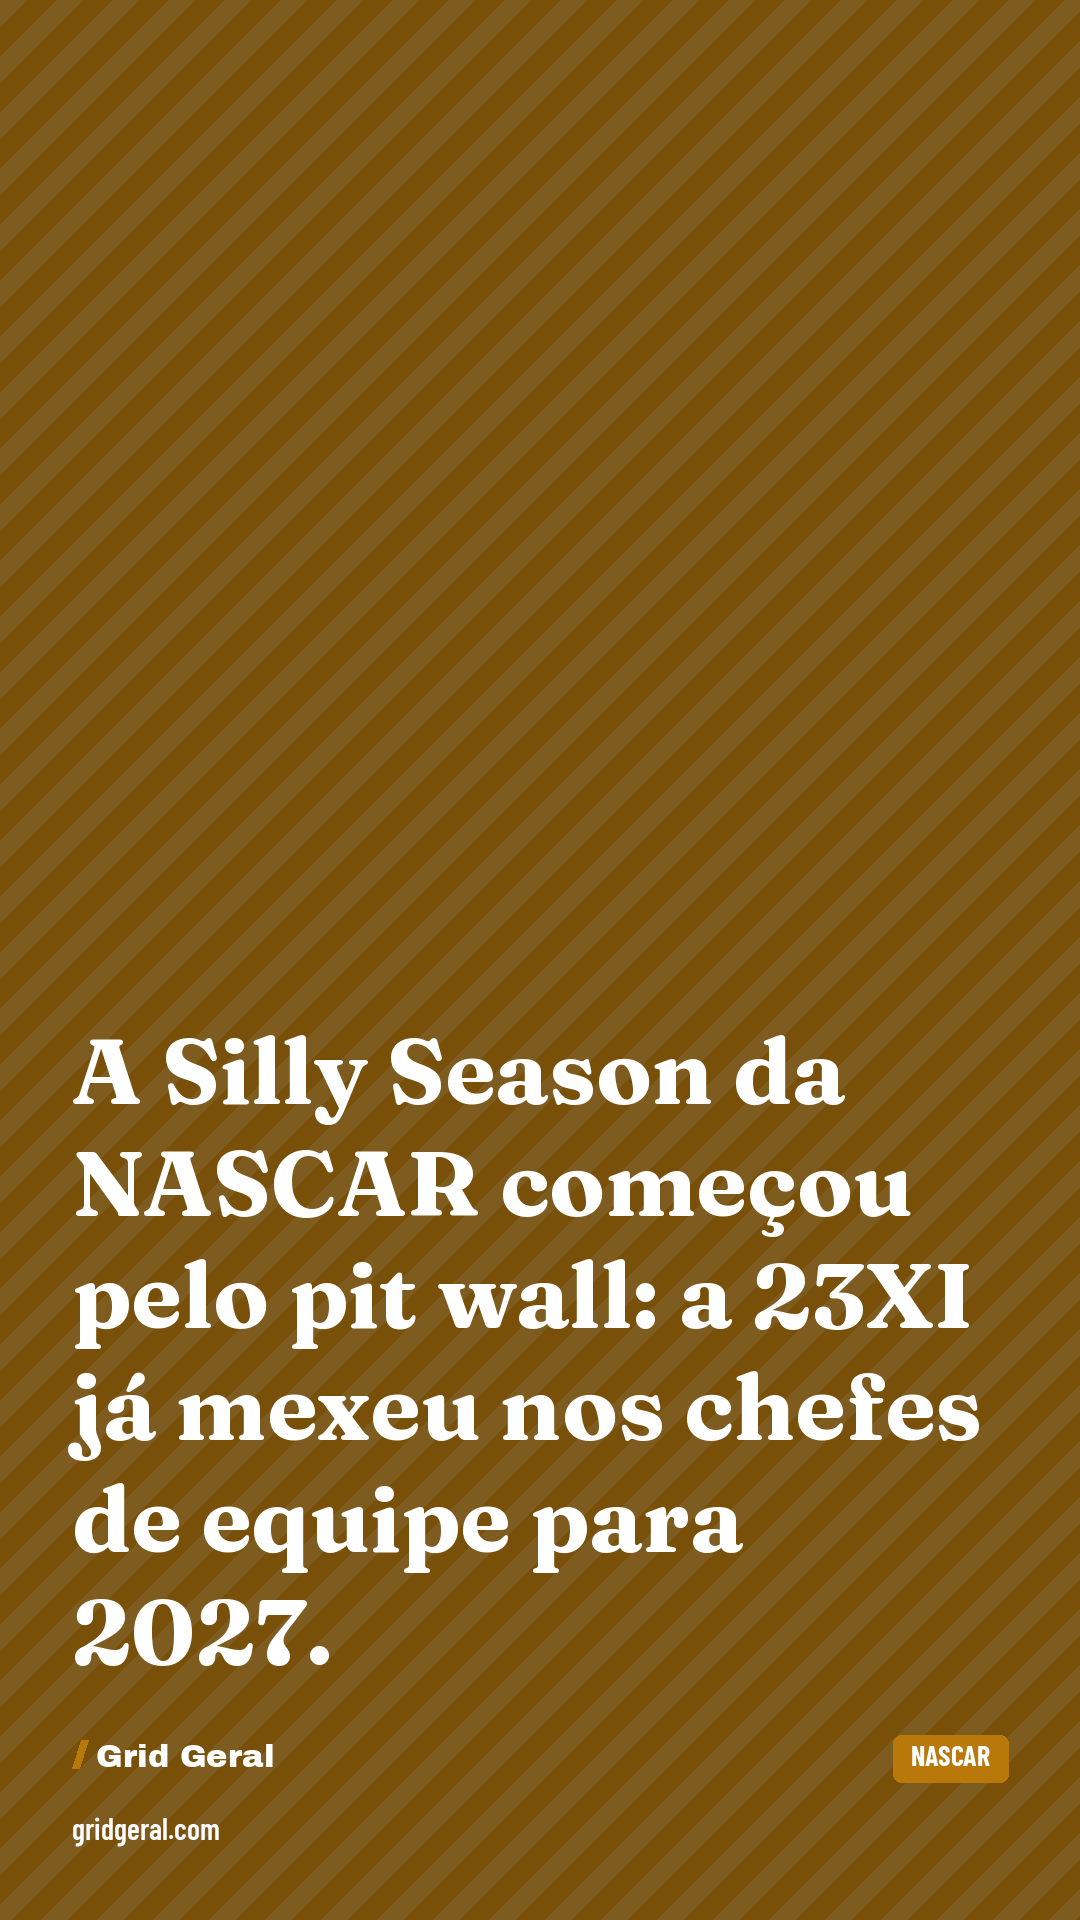 A Silly Season da
NASCAR começou
pelo pit wall: a 23XI
já mexeu nos chefes
de equipe para
2027.
/ Grid Geral
NASCAR
gridgeral.com